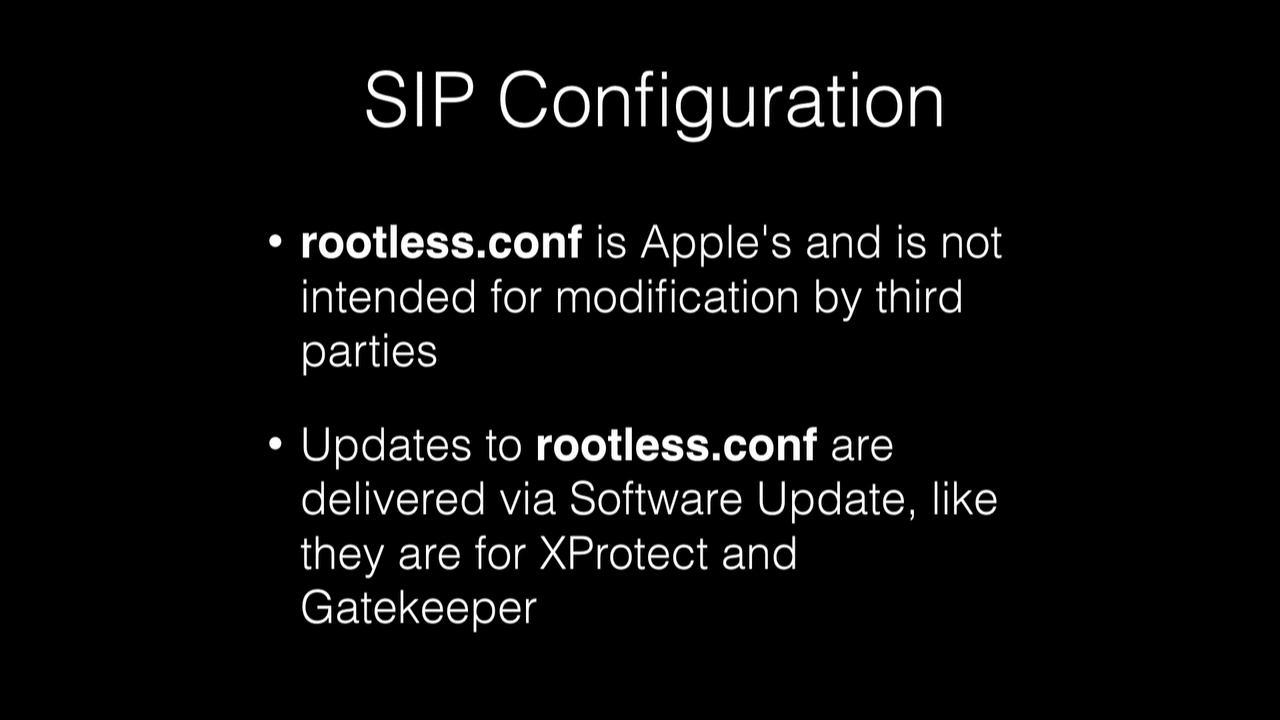 SIP Configuration
• rootless.conf is Apple's and is not
intended for modification by third
parties
• Updates to rootless.conf are
delivered via Software Update, like
they are for XProtect and
Gatekeeper